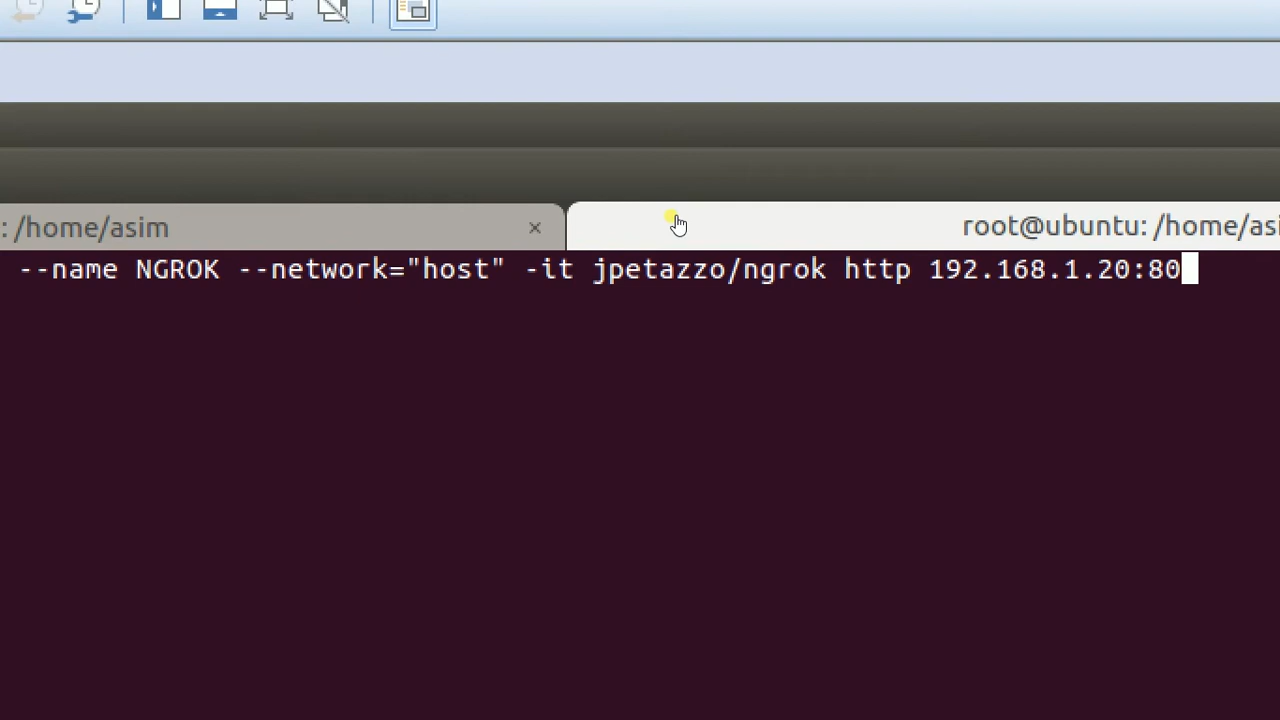 : /home/asim × root@ubuntu: /home/asi
--name NGROK --network="host" -it jpetazzo/ngrok http 192.168.1.20:80